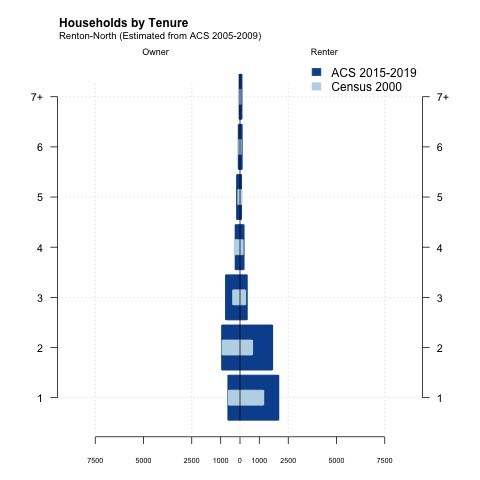 Households by Tenure
Renton-North (Estimated from ACS 2005-2009)
Owner Renter
ACS 2015-2019
Census 2000
7+ 7+
6 6
5 5
4 4
3 3
2 2
1 1
7500 5000 2500 1000 0 1000 2500 5000 7500